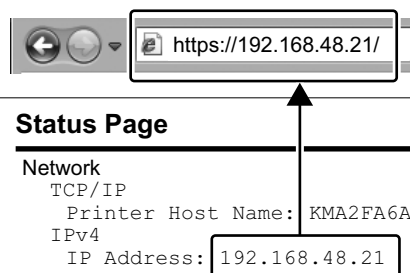 https://192.168.48.21/
Status Page
Network
TCP/IP
Printer Host Name: KMA2FA6A
IPv4
IP Address: 192.168.48.21